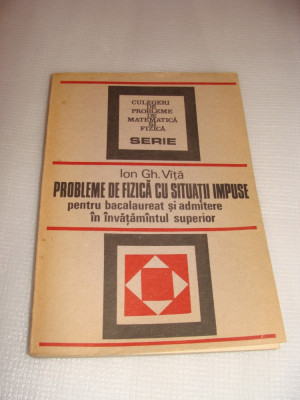 CULEGERI
DE
PROBLEME
DE
MATEMATICĂ
ȘI
FIZICĂ
SERIE
Ion Gh. Vîță
PROBLEME DE FIZICĂ CU SITUAȚII IMPUSE
pentru bacalaureat și admitere
în învățămîntul superior